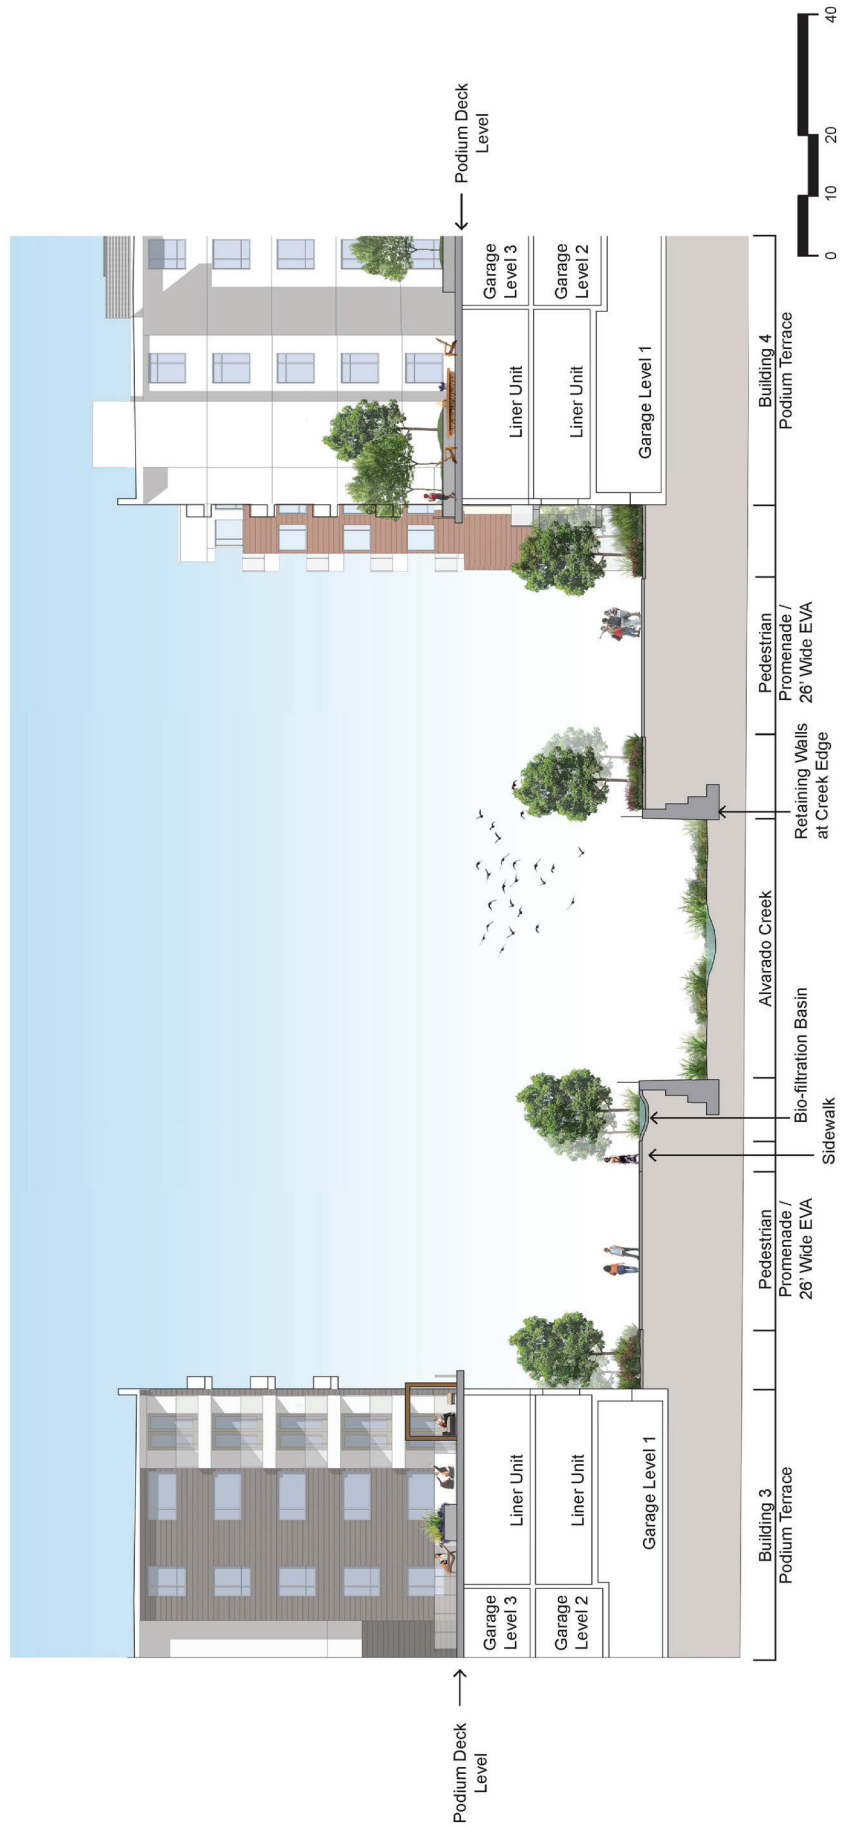 Podium Deck
Level
Podium Deck
Level
Garage
Level 3
Liner Unit
Garage
Level 2
Liner Unit
Garage Level 1
Liner Unit
Garage
Level 3
Liner Unit
Garage
Level 2
Garage Level 1
Building 3
Podium Terrace
Pedestrian
Promenade /
26' Wide EVA
Sidewalk
Bio-filtration Basin
Alvarado Creek
Retaining Walls
at Creek Edge
Pedestrian
Promenade /
26' Wide EVA
Building 4
Podium Terrace
0
10
20
40